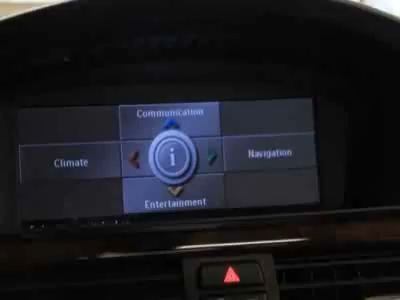 Communication
Climate
i
Navigation
Entertainment